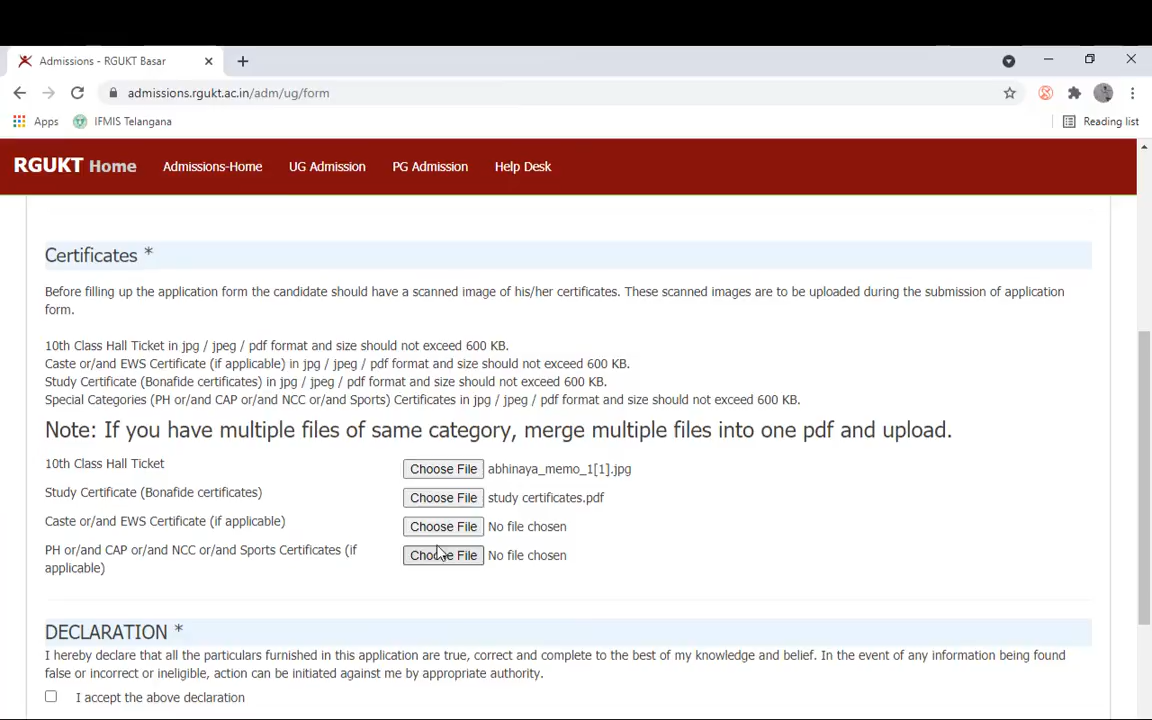 Admissions - RGUKT Basar
admissions.rgukt.ac.in/adm/ug/form
Apps IFMIS Telangana Reading list
RGUKT Home Admissions-Home UG Admission PG Admission Help Desk
Certificates *
Before filling up the application form the candidate should have a scanned image of his/her certificates. These scanned images are to be uploaded during the submission of application
form.
10th Class Hall Ticket in jpg / jpeg / pdf format and size should not exceed 600 KB.
Caste or/and EWS Certificate (if applicable) in jpg / jpeg / pdf format and size should not exceed 600 KB.
Study Certificate (Bonafide certificates) in jpg / jpeg / pdf format and size should not exceed 600 KB.
Special Categories (PH or/and CAP or/and NCC or/and Sports) Certificates in jpg / jpeg / pdf format and size should not exceed 600 KB.
Note: If you have multiple files of same category, merge multiple files into one pdf and upload.
10th Class Hall Ticket Choose File abhinaya_memo_1[1].jpg
Study Certificate (Bonafide certificates) Choose File study certificates.pdf
Caste or/and EWS Certificate (if applicable) Choose File No file chosen
PH or/and CAP or/and NCC or/and Sports Certificates (if Choose File No file chosen
applicable)
DECLARATION *
I hereby declare that all the particulars furnished in this application are true, correct and complete to the best of my knowledge and belief. In the event of any information being found
false or incorrect or ineligible, action can be initiated against me by appropriate authority.
I accept the above declaration